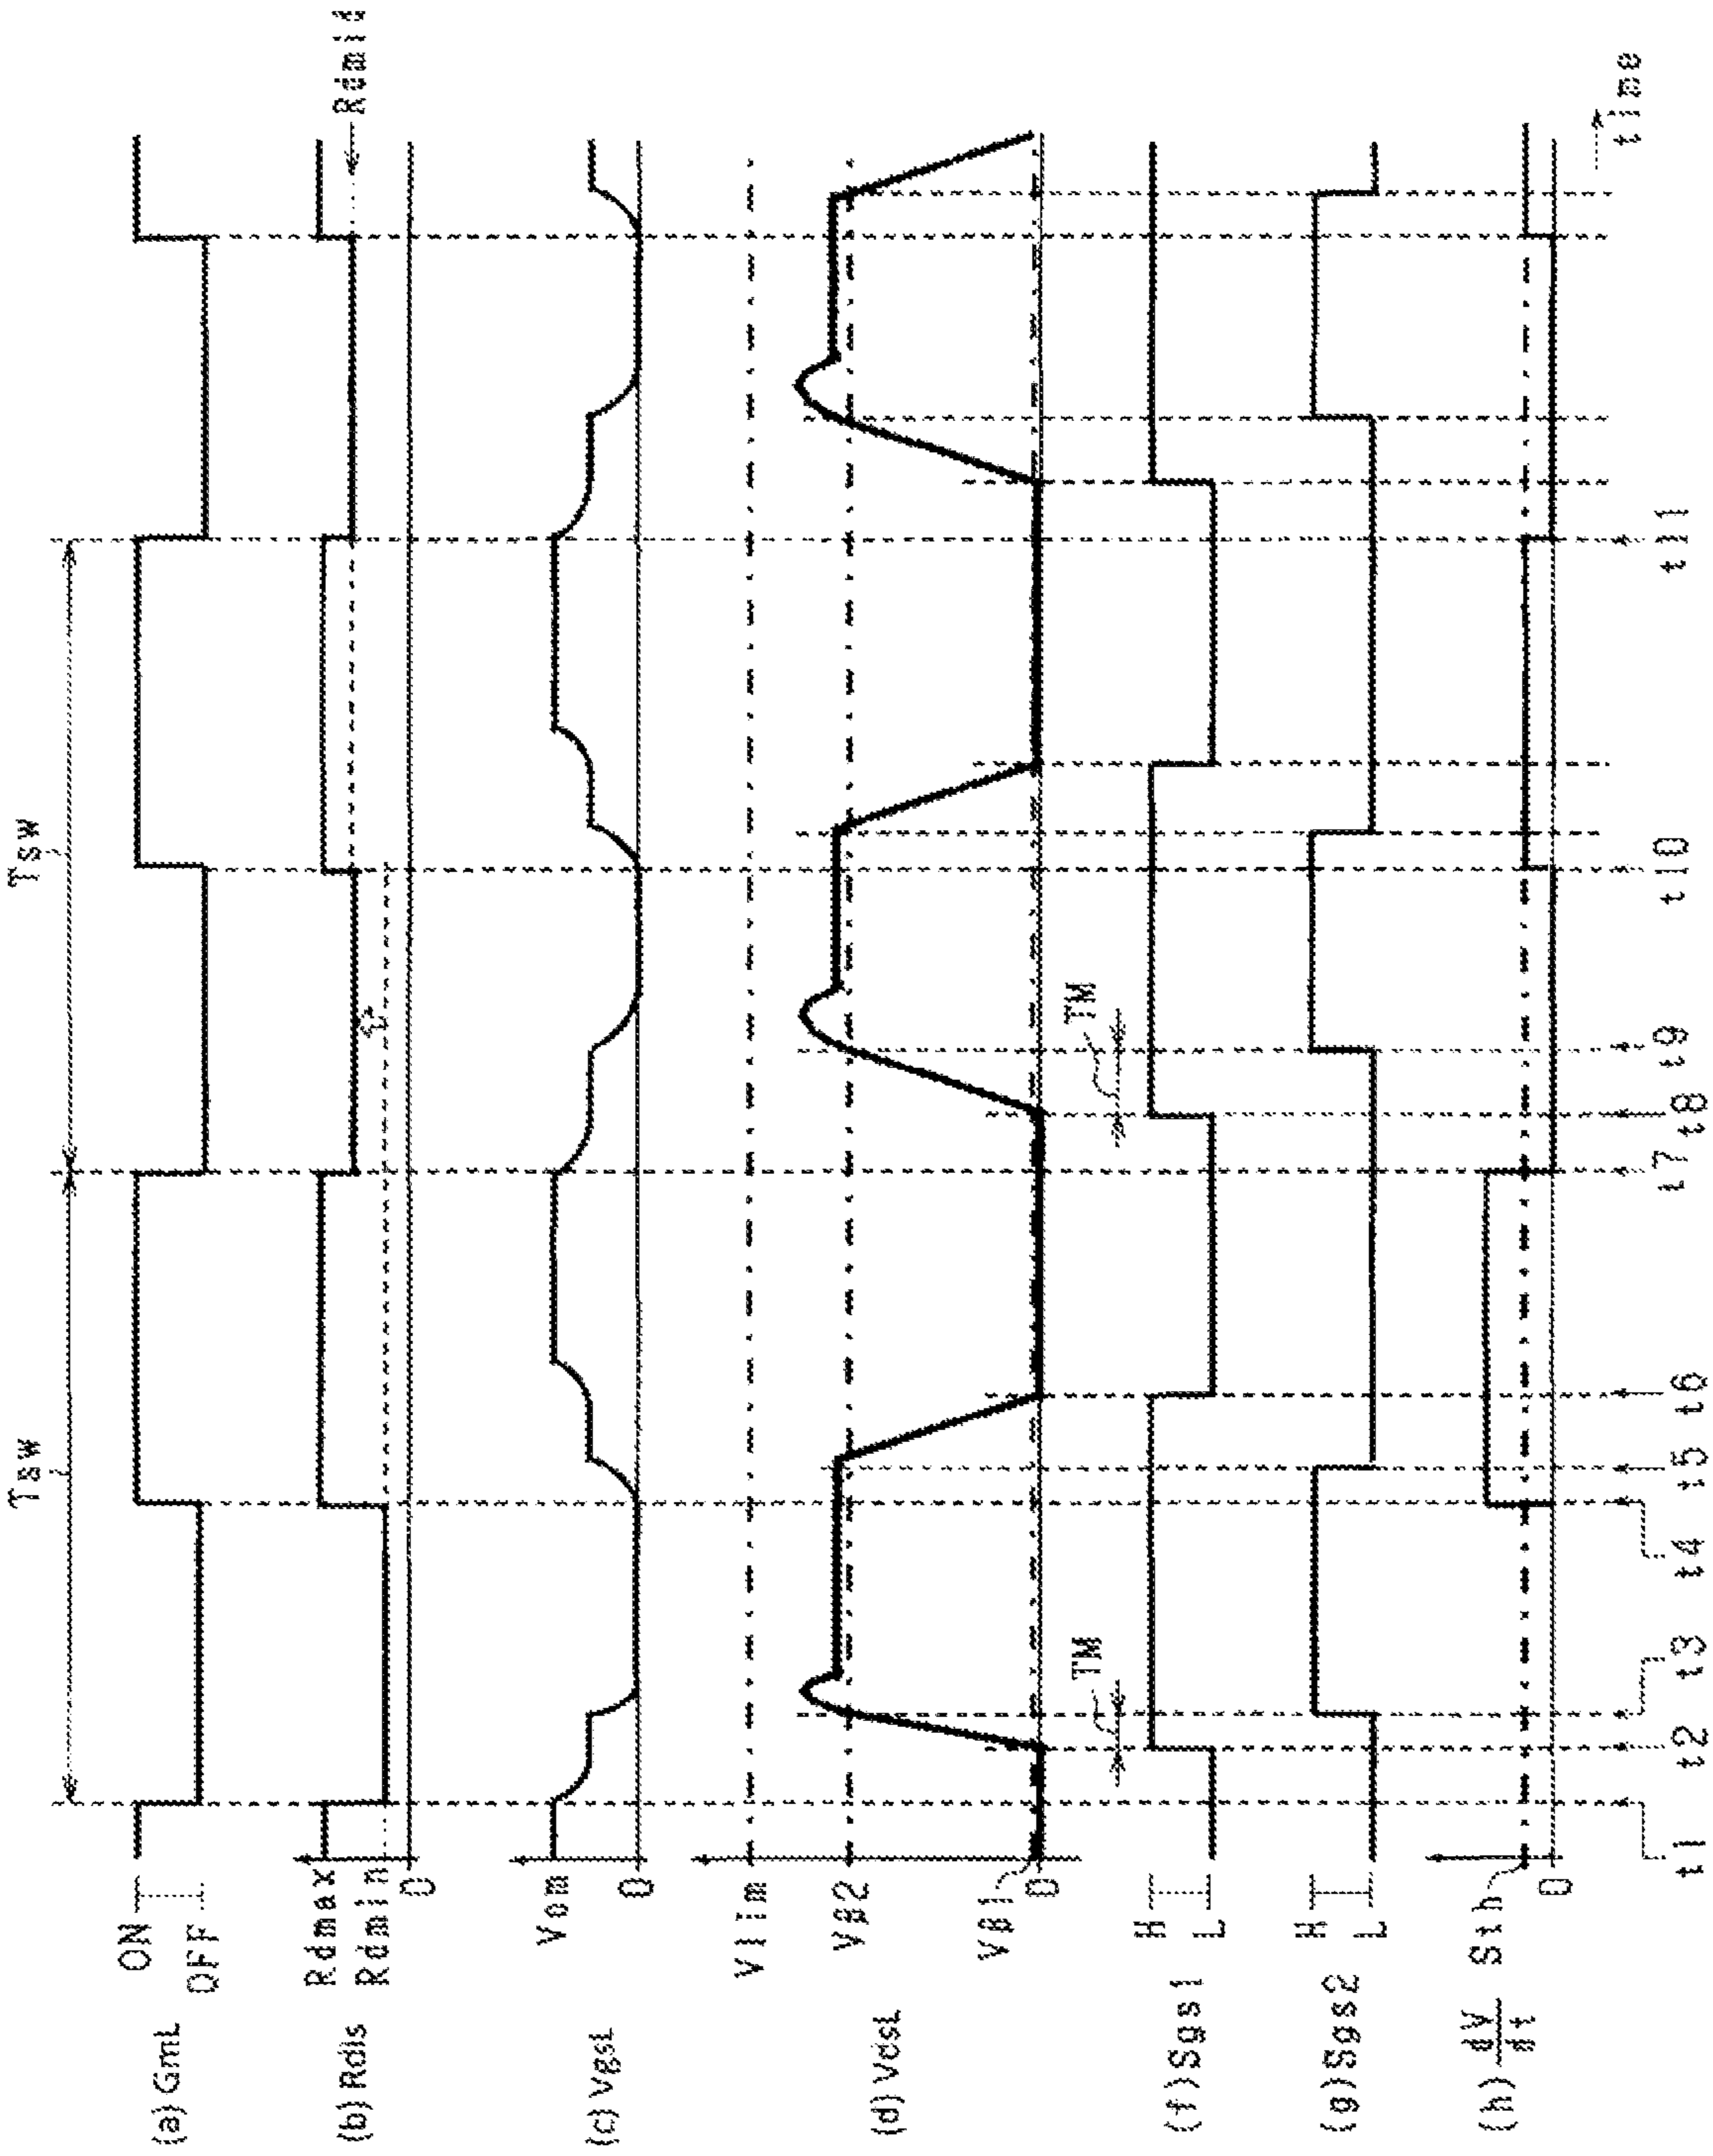 Tsw
Tsw
(a) GmL
ON
OFF
(b) Rdis
Rdmax
Rdmin
0
Rdmid
(c) VgsL
Vom
0
(d) VdsL
Vlim
Vβ2
Vβ1
0
TM
TM
(f) Sgs1
H
L
(g) Sgs2
H
L
(h) dV
dt
Sth
0
t1
t2
t3
t4
t5
t6
t7
t8
t9
t10
t11
time